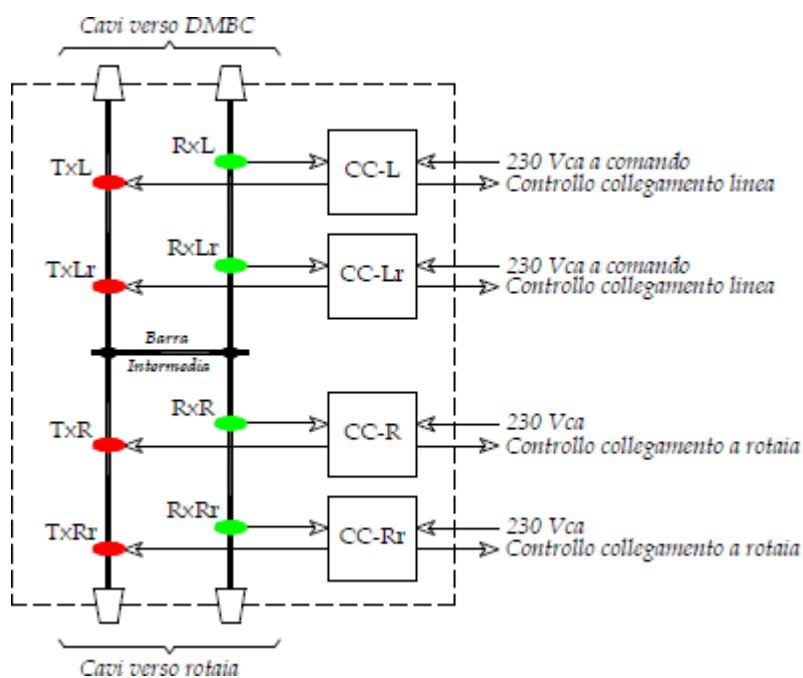 Cavi verso DMBC
RxL
TxL
CC-L
230 Vca a comando
Controllo collegamento linea
RxLr
TxLr
CC-Lr
230 Vca a comando
Controllo collegamento linea
Barra
Intermedia
RxR
TxR
CC-R
230 Vca
Controllo collegamento a rotaia
RxRr
TxRr
CC-Rr
230 Vca
Controllo collegamento a rotaia
Cavi verso rotaia